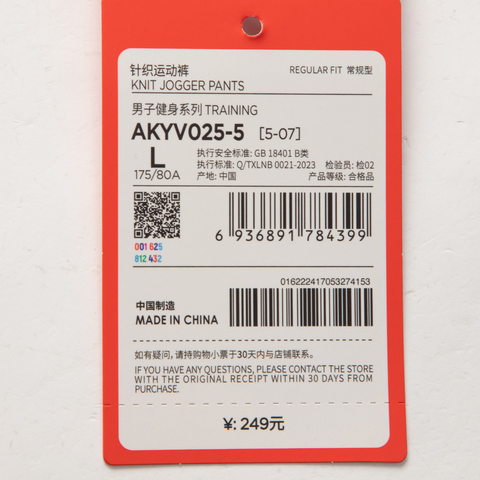 针织运动裤
KNIT JOGGER PANTS
REGULAR FIT 常规型
男子健身系列 TRAINING
AKYV025-5 [5-07]
L
175/80A
执行安全标准: GB 18401 B类
执行标准: Q/TXLNB 0021-2023 检验员: 检02
产地: 中国 产品等级: 合格品
001 625
812 432
6 936891 784399
016222417053274153
中国制造
MADE IN CHINA
如有疑问,请持购物小票于30天内与店铺联系。
IF YOU HAVE ANY QUESTIONS, PLEASE CONTACT THE STORE
WITH THE ORIGINAL RECEIPT WITHIN 30 DAYS FROM
PURCHASE.
¥: 249元